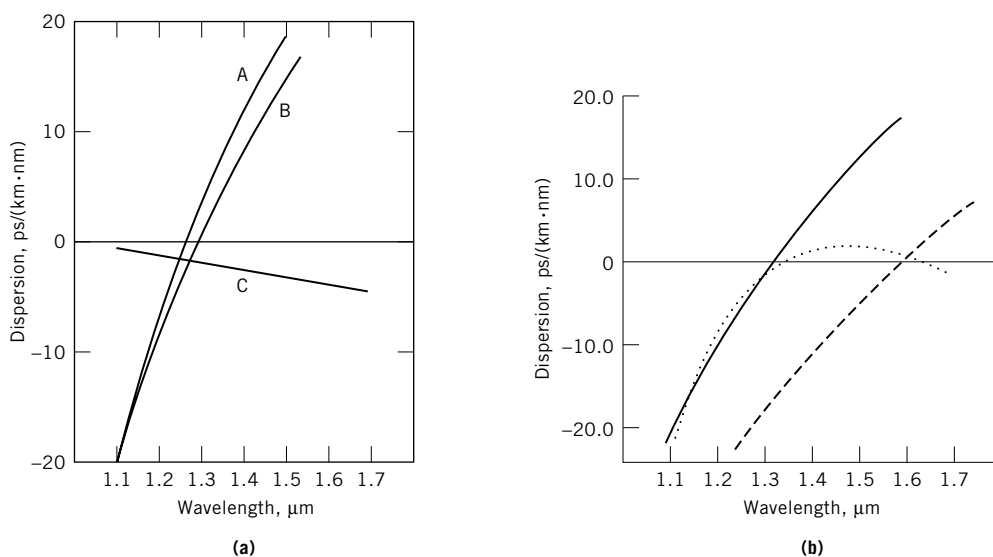 20
10
0
–10
–20
Dispersion, ps/(km·nm)
A
B
C
1.1 1.2 1.3 1.4 1.5 1.6 1.7
Wavelength, μm
(a)
20.0
10.0
0
–10.0
–20.0
Dispersion, ps/(km·nm)
1.1 1.2 1.3 1.4 1.5 1.6 1.7
Wavelength, μm
(b)